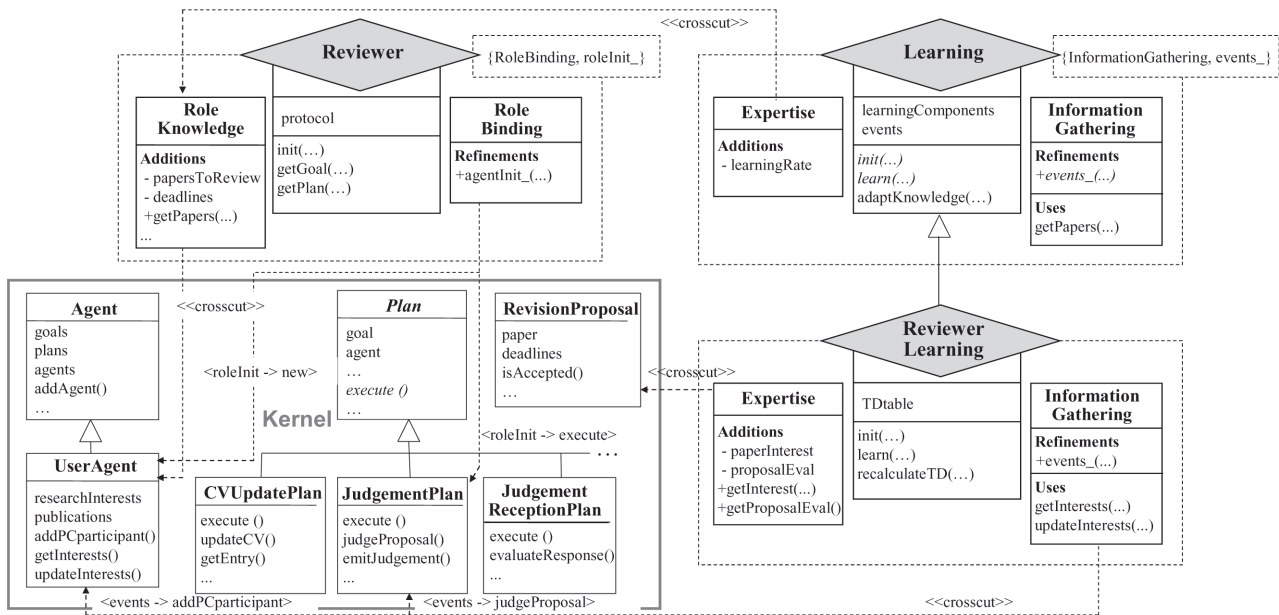 <<crosscut>>
Reviewer
{RoleBinding, roleInit_}
protocol
init(…)
getGoal(…)
getPlan(…)
Role
Knowledge
Additions
- papersToReview
- deadlines
+getPapers(...)
...
Role
Binding
Refinements
+agentInit_(...)
Learning
{InformationGathering, events_}
learningComponents
events
init(...)
learn(...)
adaptKnowledge(…)
Expertise
Additions
- learningRate
Information
Gathering
Refinements
+events_(...)
Uses
getPapers(...)
Agent
goals
plans
agents
addAgent()
…
<<crosscut>>
<roleInit -> new>
Plan
goal
agent
…
execute ()
…
RevisionProposal
paper
deadlines
isAccepted()
…
Kernel
<roleInit -> execute>
…
<<crosscut>>
UserAgent
researchInterests
publications
addPCparticipant()
getInterests()
updateInterests()
CVUpdatePlan
execute ()
updateCV()
getEntry()
...
JudgementPlan
execute ()
judgeProposal()
emitJudgement()
...
Judgement
ReceptionPlan
execute ()
evaluateResponse()
...
Reviewer
Learning
TDtable
init(…)
learn(…)
recalculateTD(…)
Expertise
Additions
- paperInterest
- proposalEval
+getInterest(...)
+getProposalEval()
Information
Gathering
Refinements
+events_(...)
Uses
getInterests(...)
updateInterests(...)
<events -> addPCparticipant>
<events -> judgeProposal>
<<crosscut>>